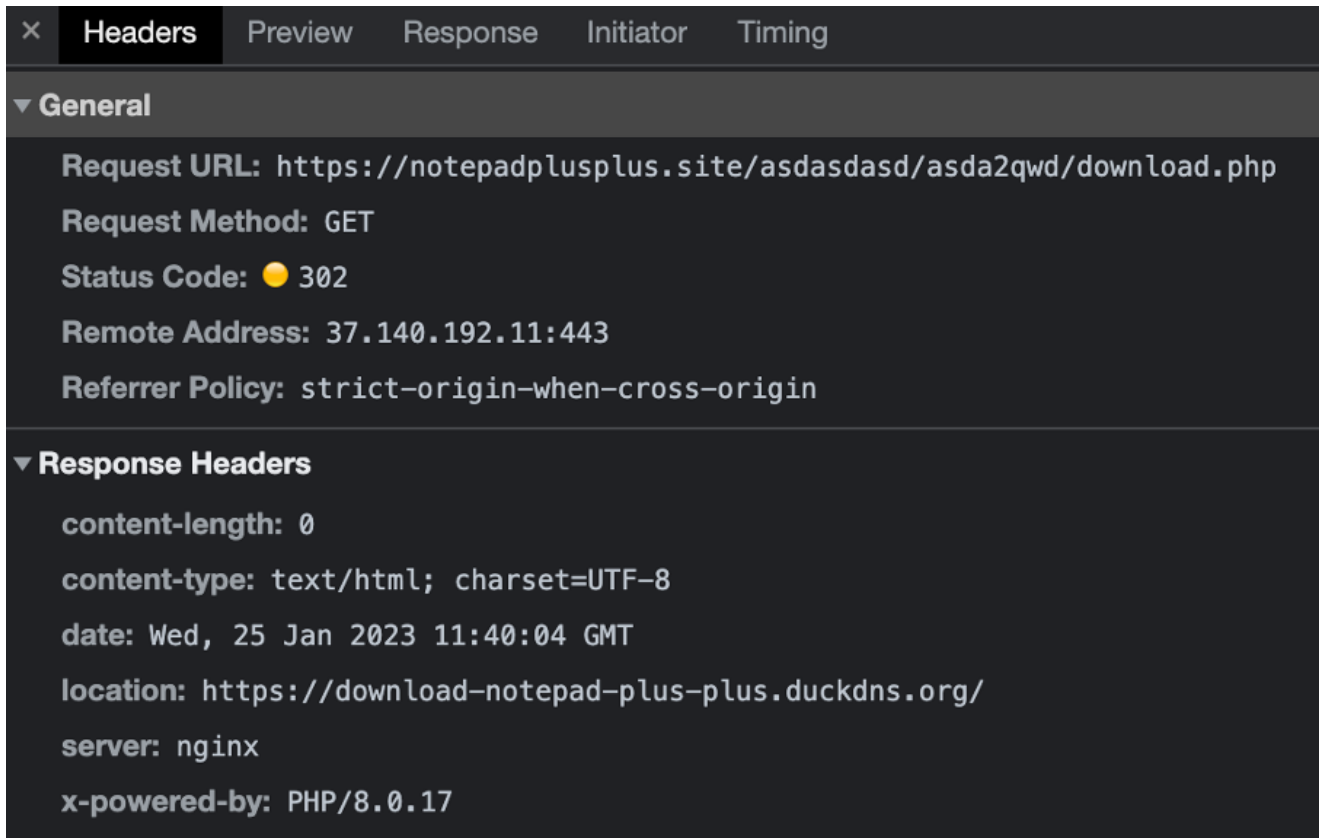 × Headers Preview Response Initiator Timing
▼ General
Request URL: https://notepadplusplus.site/asdasdasd/asda2qwd/download.php
Request Method: GET
Status Code: 302
Remote Address: 37.140.192.11:443
Referrer Policy: strict-origin-when-cross-origin
▼ Response Headers
content-length: 0
content-type: text/html; charset=UTF-8
date: Wed, 25 Jan 2023 11:40:04 GMT
location: https://download-notepad-plus-plus.duckdns.org/
server: nginx
x-powered-by: PHP/8.0.17